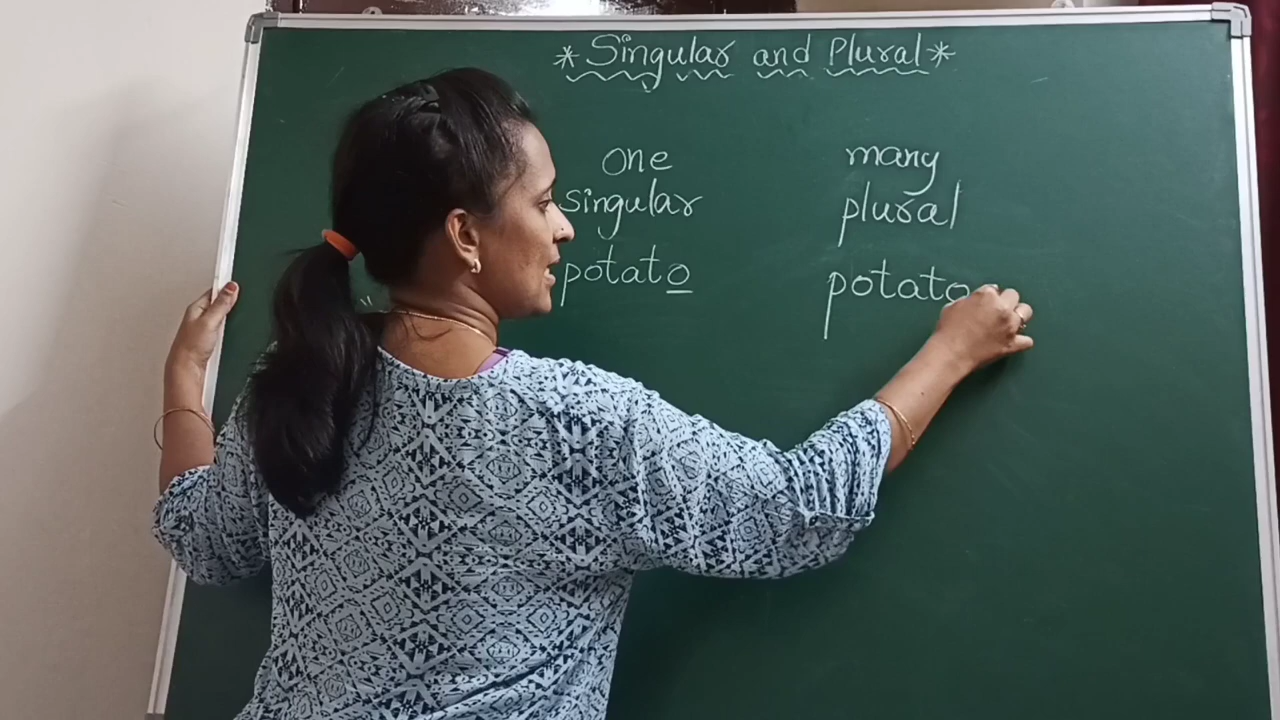 *Singular and Plural*
one many
singular plural
potato potato